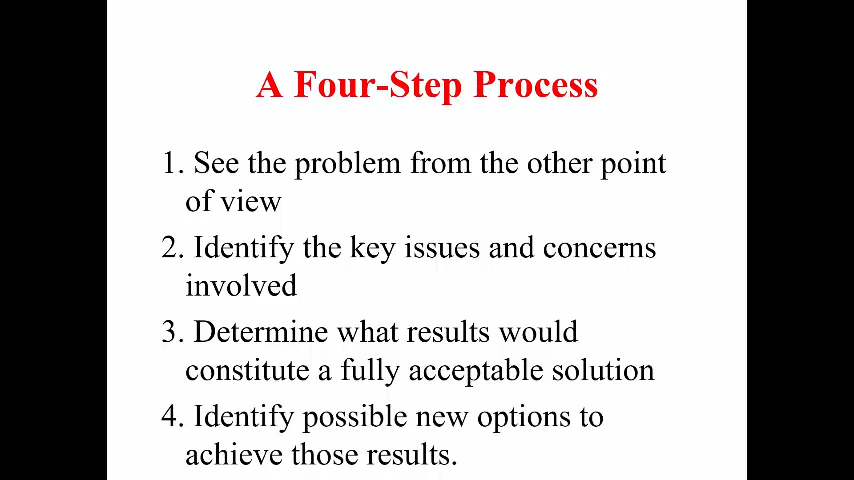 A Four-Step Process
1. See the problem from the other point
of view
2. Identify the key issues and concerns
involved
3. Determine what results would
constitute a fully acceptable solution
4. Identify possible new options to
achieve those results.